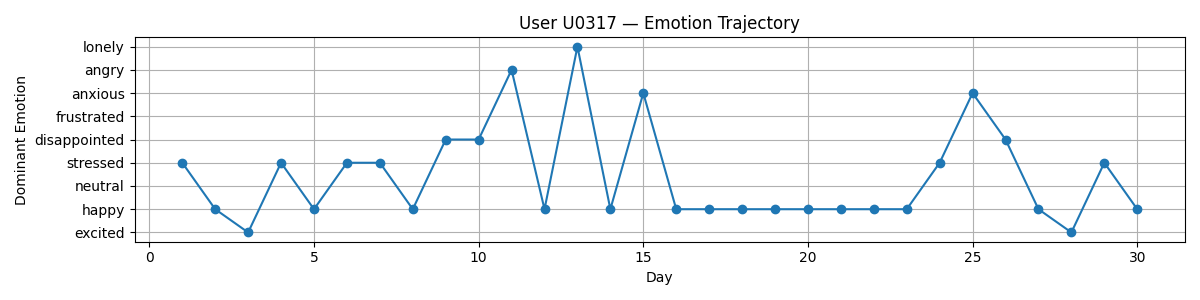 User U0317 — Emotion Trajectory
Dominant Emotion
lonely
angry
anxious
frustrated
disappointed
stressed
neutral
happy
excited
0 5 10 15 20 25 30
Day